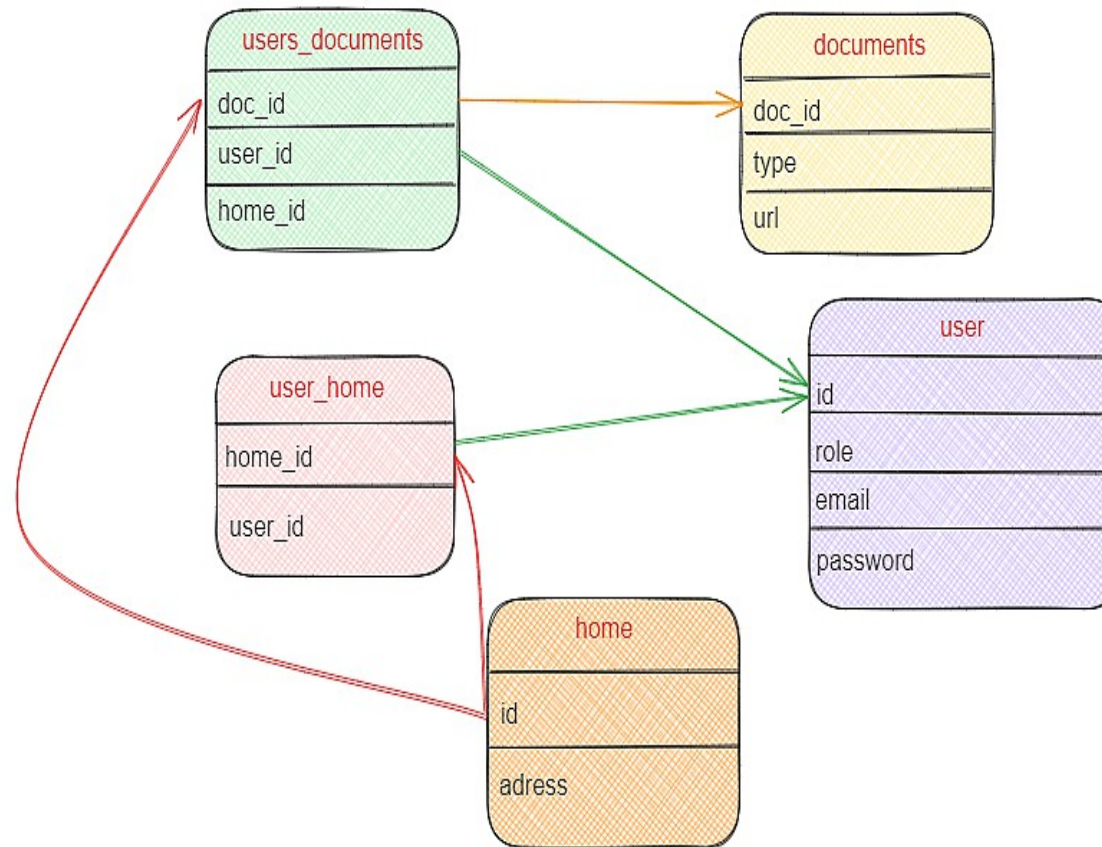 users_documents
doc_id
user_id
home_id
documents
doc_id
type
url
user
id
role
email
password
user_home
home_id
user_id
home
id
adress